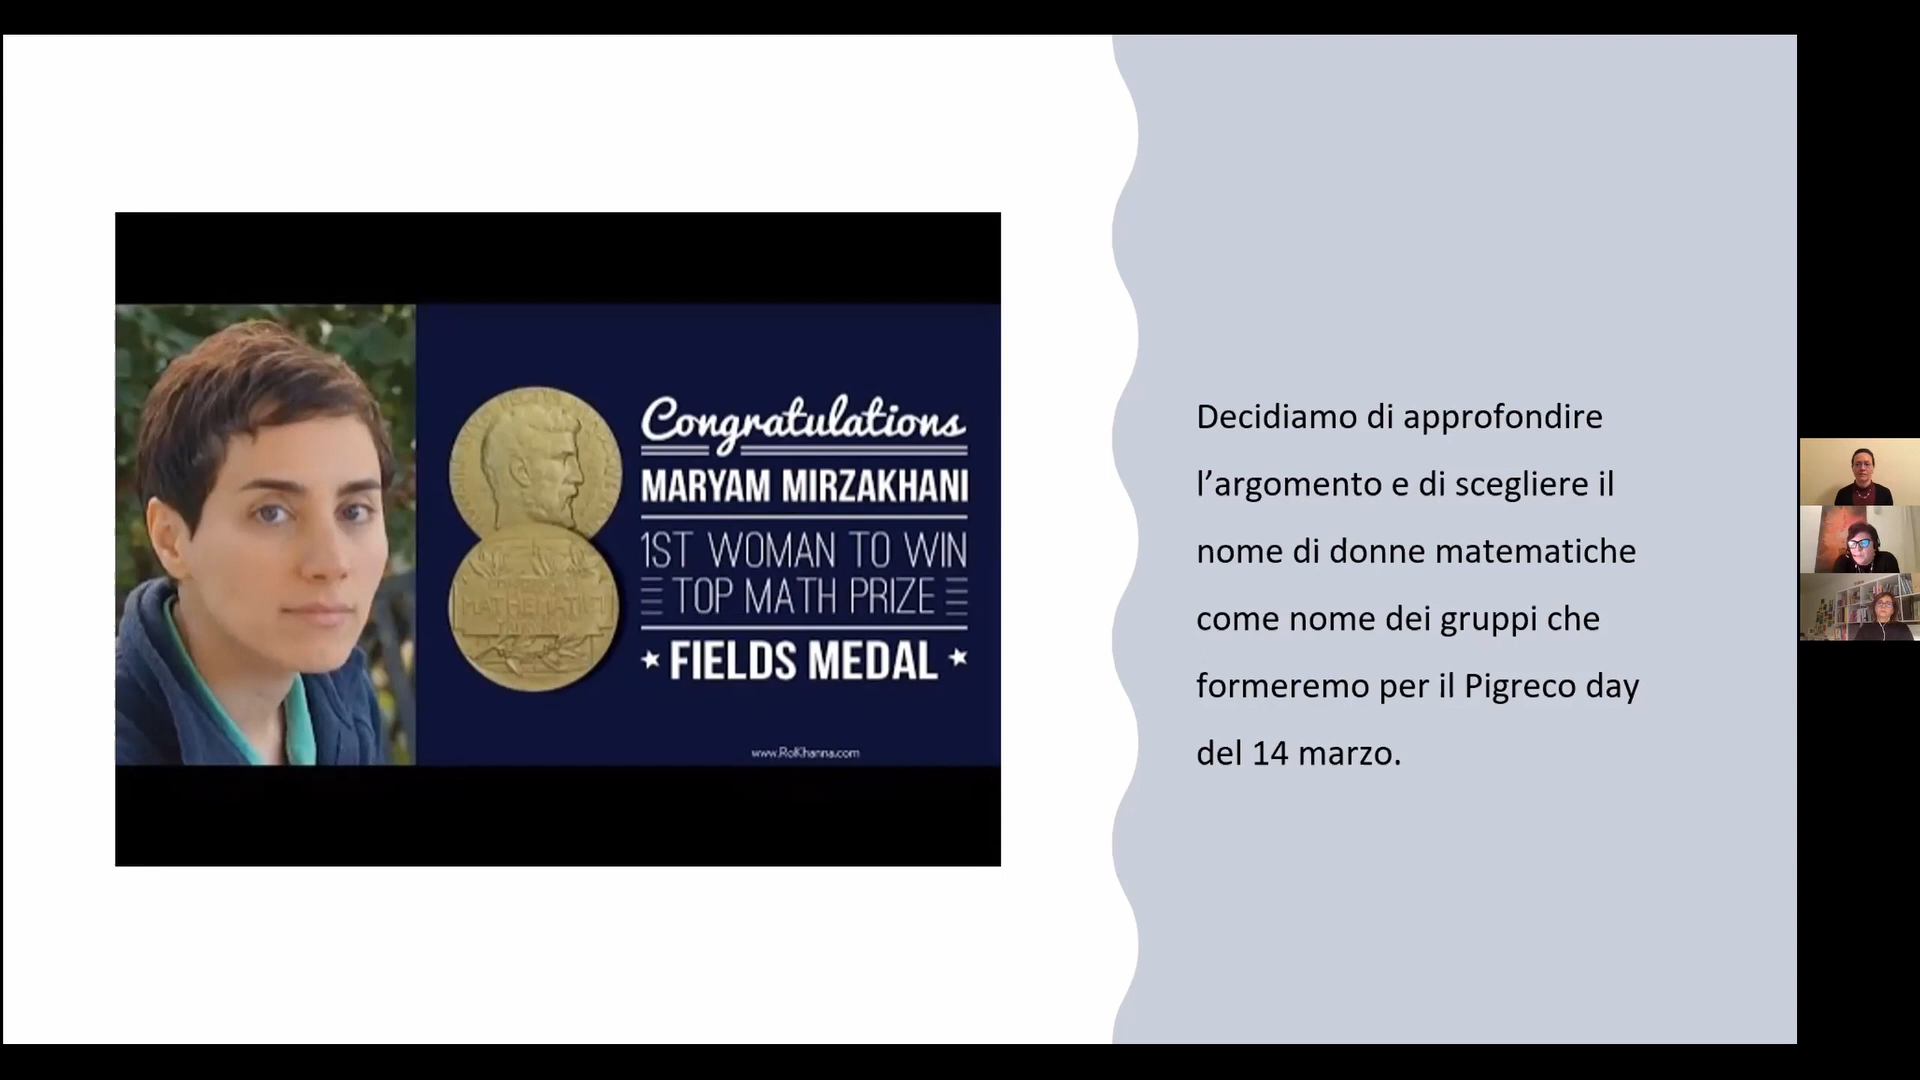 Congratulations
MARYAM MIRZAKHANI
1ST WOMAN TO WIN
TOP MATH PRIZE
FIELDS MEDAL
www.RoKhanna.com
Decidiamo di approfondire
l’argomento e di scegliere il
nome di donne matematiche
come nome dei gruppi che
formeremo per il Pigreco day
del 14 marzo.